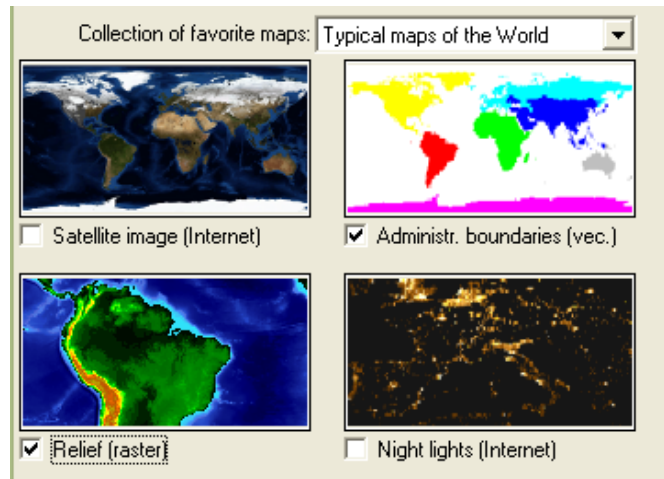 Collection of favorite maps: Typical maps of the World
Satellite image (Internet)
Administr. boundaries (vec.)
Relief (raster)
Night lights (Internet)